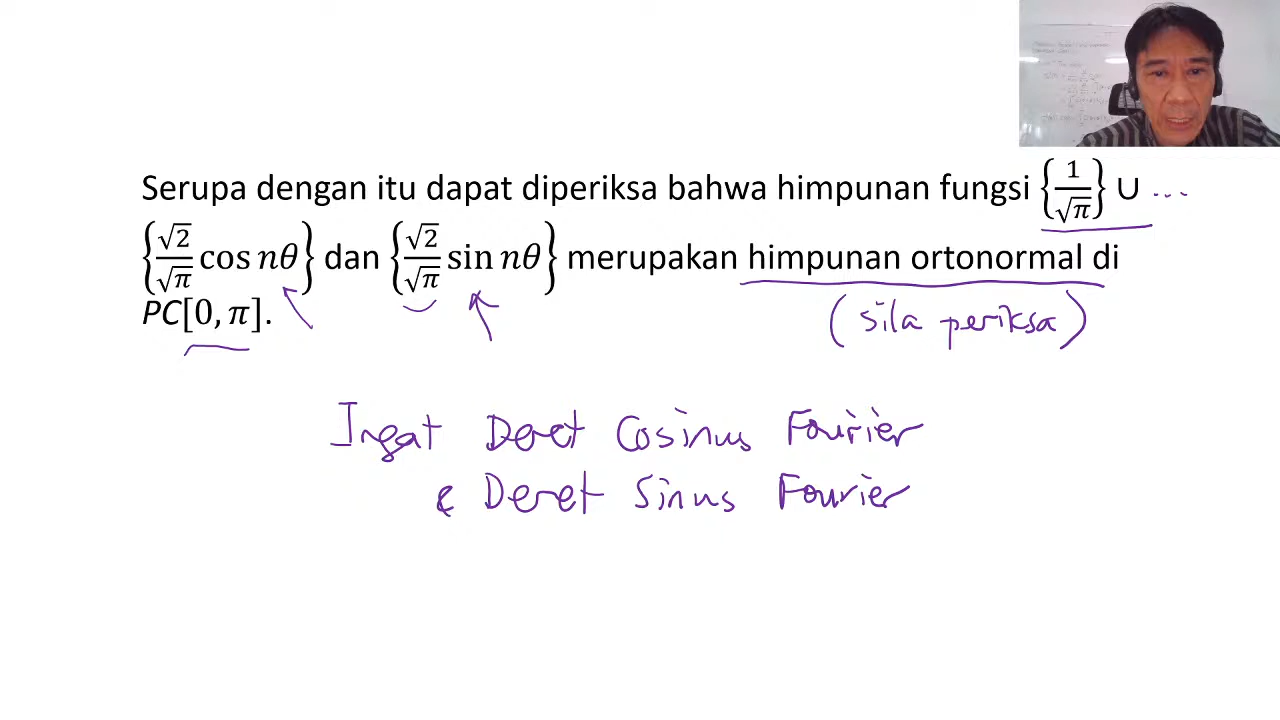 Serupa dengan itu dapat diperiksa bahwa himpunan fungsi {1/√π} ∪ ...
{√2/√π cos nθ} dan {√2/√π sin nθ} merupakan himpunan ortonormal di
PC[0, π].
(sila periksa)
Ingat Deret Cosinus Fourier
& Deret Sinus Fourier